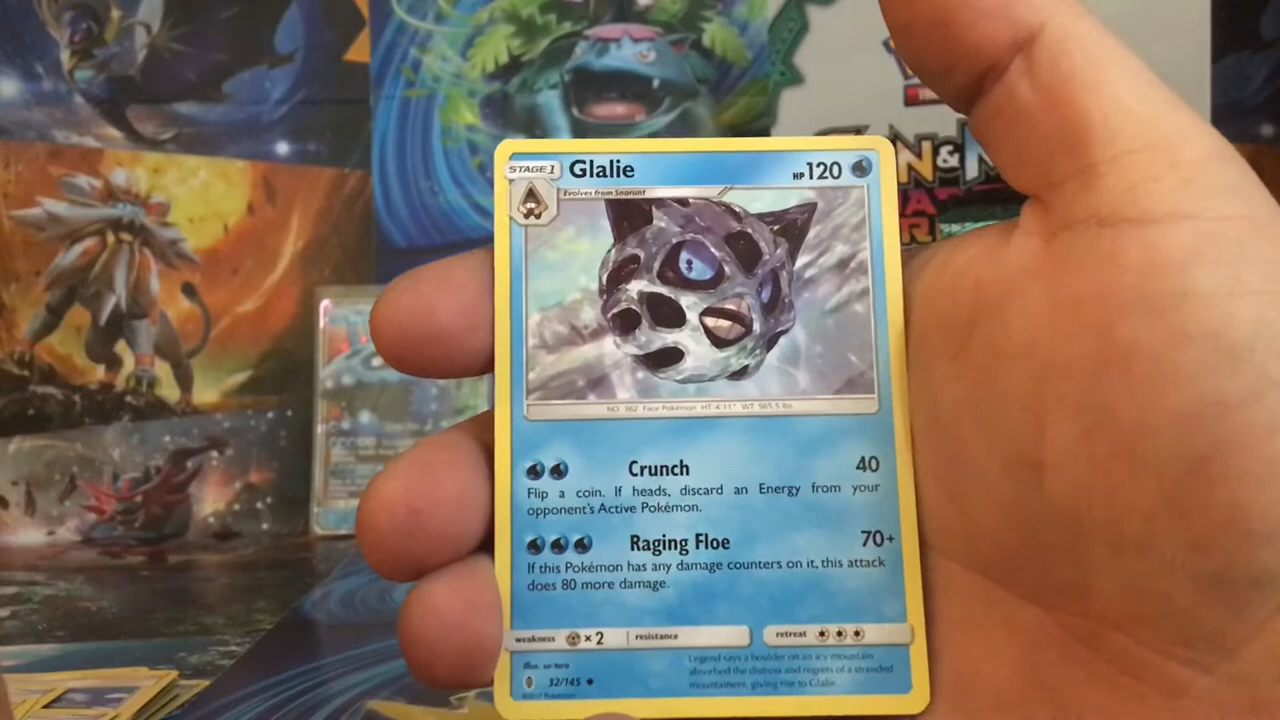 STAGE 1 Glalie HP 120
Evolves from Snorunt
N & M
NO. 362 Face Pokémon HT: 4'11" WT: 565.5 lbs.
Crunch 40
Flip a coin. If heads, discard an Energy from your
opponent's Active Pokémon.
Raging Floe 70+
If this Pokémon has any damage counters on it, this attack
does 80 more damage.
weakness × 2 resistance retreat
Illus. so-taro
32/145
©2017 Pokémon
Legend says a boulder on an icy mountain
absorbed the distress and regrets of a stranded
mountaineer, giving rise to Glalie.